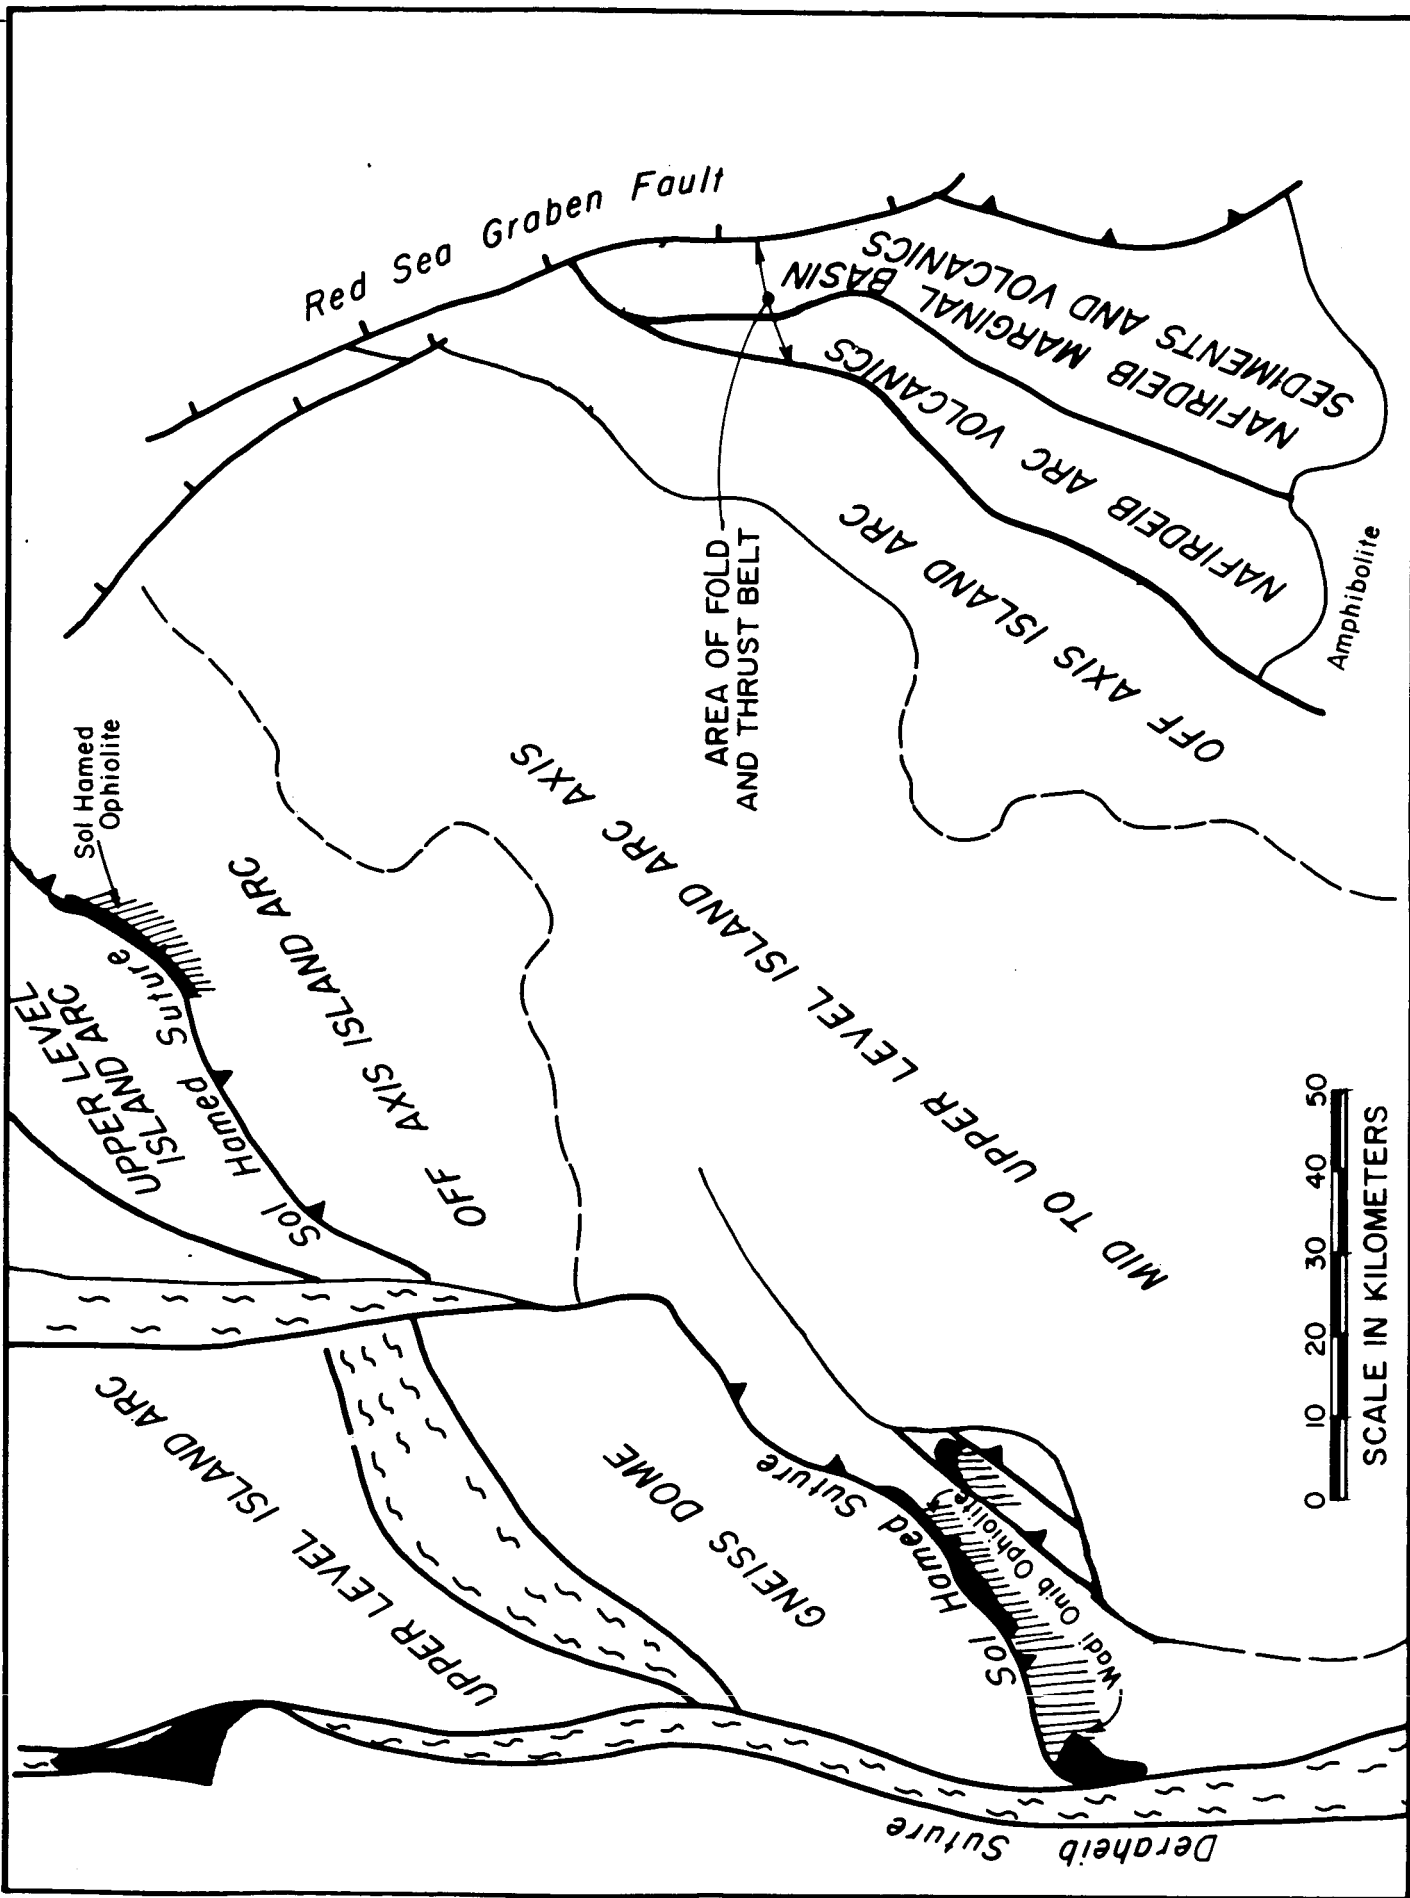 Red Sea Graben Fault
NAFIRDEIB MARGINAL BASIN
SEDIMENTS AND VOLCANICS
NAFIRDEIB ARC VOLCANICS
OFF AXIS ISLAND ARC
Amphibolite
AREA OF FOLD
AND THRUST BELT
MID TO UPPER LEVEL ISLAND ARC AXIS
Sol Hamed
Ophiolite
UPPER LEVEL
ISLAND ARC
Sol Hamed Suture
OFF AXIS ISLAND ARC
UPPER LEVEL ISLAND ARC
GNEISS DOME
Sol Hamed Suture
Wadi Onib Ophiolite
Deraheib Suture
0 10 20 30 40 50
SCALE IN KILOMETERS